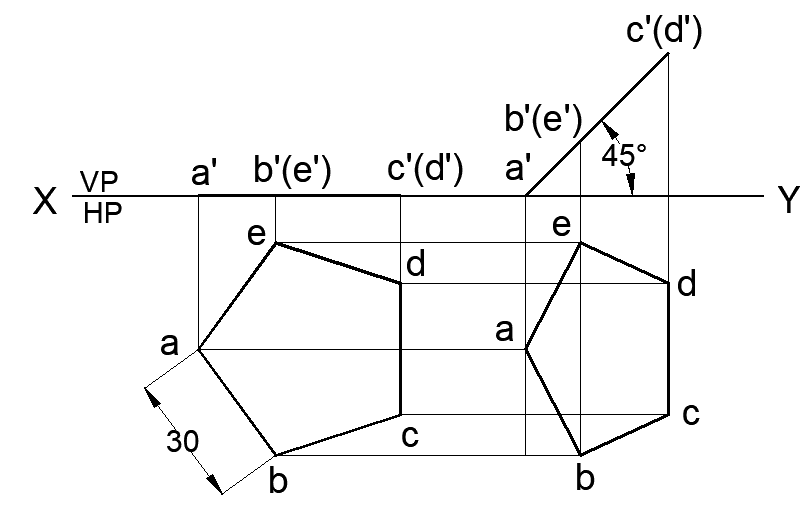 c'(d')
b'(e')
a' b'(e') c'(d') a' 45°
X VP Y
HP
e e
d d
a a
30 c c
b b